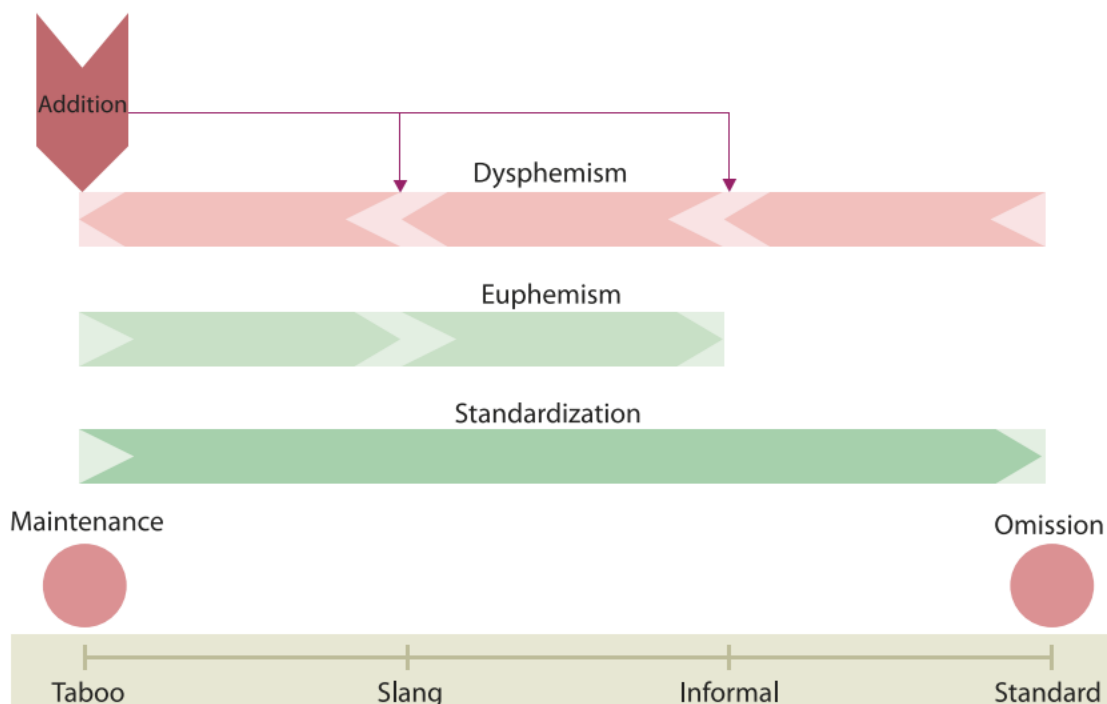 Addition
Dysphemism
Euphemism
Standardization
Maintenance
Omission
Taboo
Slang
Informal
Standard